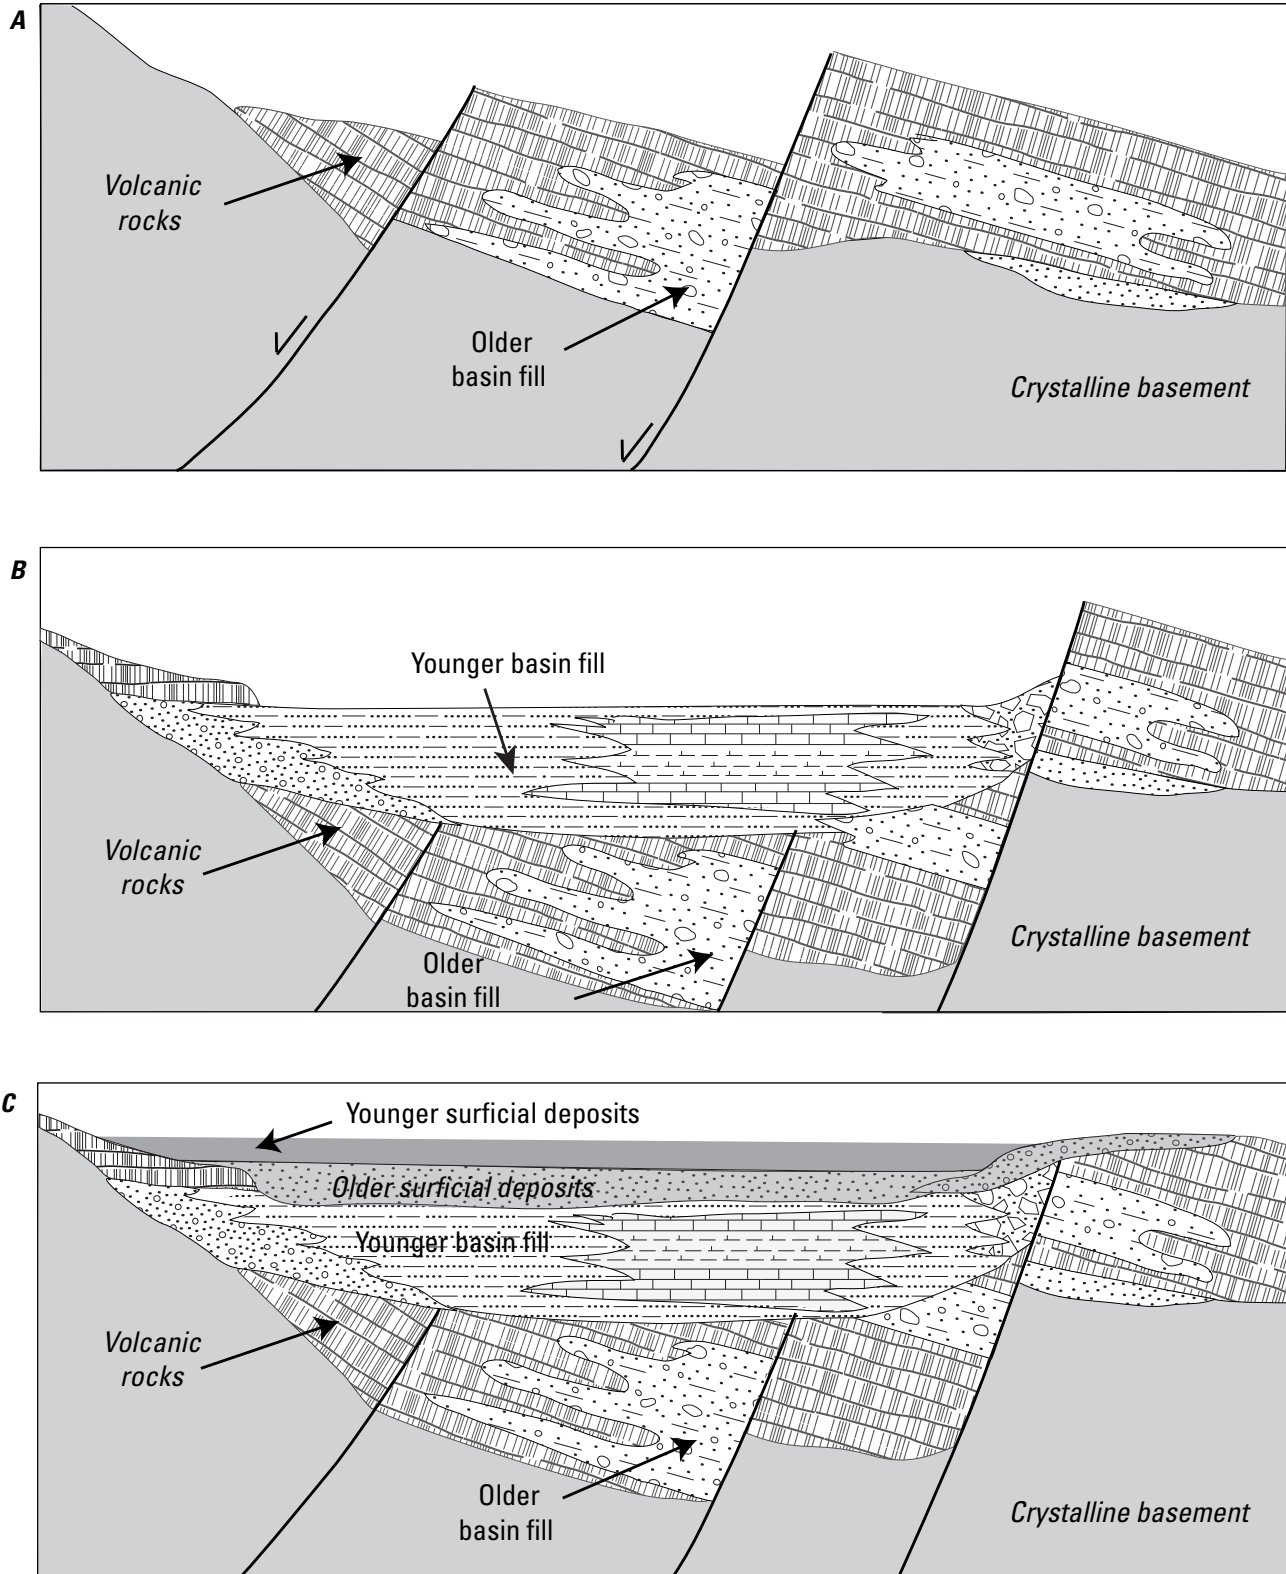 A
Volcanic
rocks
Older
basin fill
Crystalline basement
B
Younger basin fill
Volcanic
rocks
Older
basin fill
Crystalline basement
C
Younger surficial deposits
Older surficial deposits
Younger basin fill
Volcanic
rocks
Older
basin fill
Crystalline basement